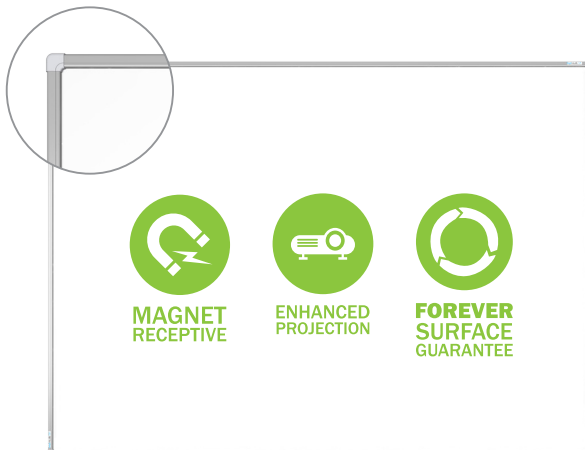 MAGNET
RECEPTIVE
ENHANCED
PROJECTION
FOREVER
SURFACE
GUARANTEE